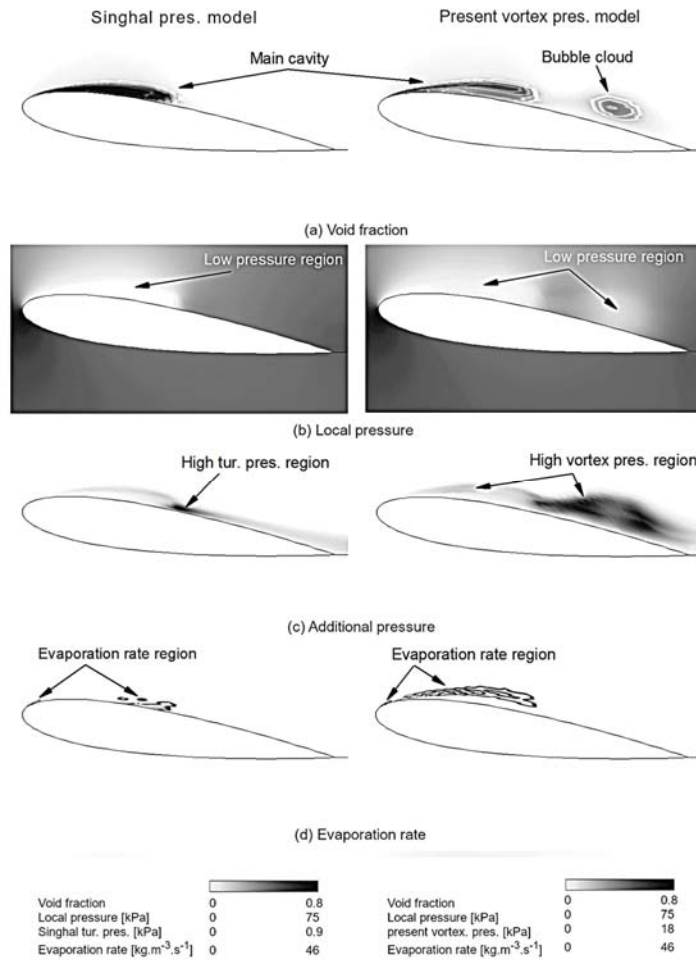 Singhal pres. model
Present vortex pres. model
Main cavity
Bubble cloud
(a) Void fraction
Low pressure region
Low pressure region
(b) Local pressure
High tur. pres. region
High vortex pres. region
(c) Additional pressure
Evaporation rate region
Evaporation rate region
(d) Evaporation rate
Void fraction 0 0.8
Local pressure [kPa] 0 75
Singhal tur. pres. [kPa] 0 0.9
Evaporation rate [kg.m⁻³.s⁻¹] 0 46
Void fraction 0 0.8
Local pressure [kPa] 0 75
present vortex. pres. [kPa] 0 18
Evaporation rate [kg.m⁻³.s⁻¹] 0 46